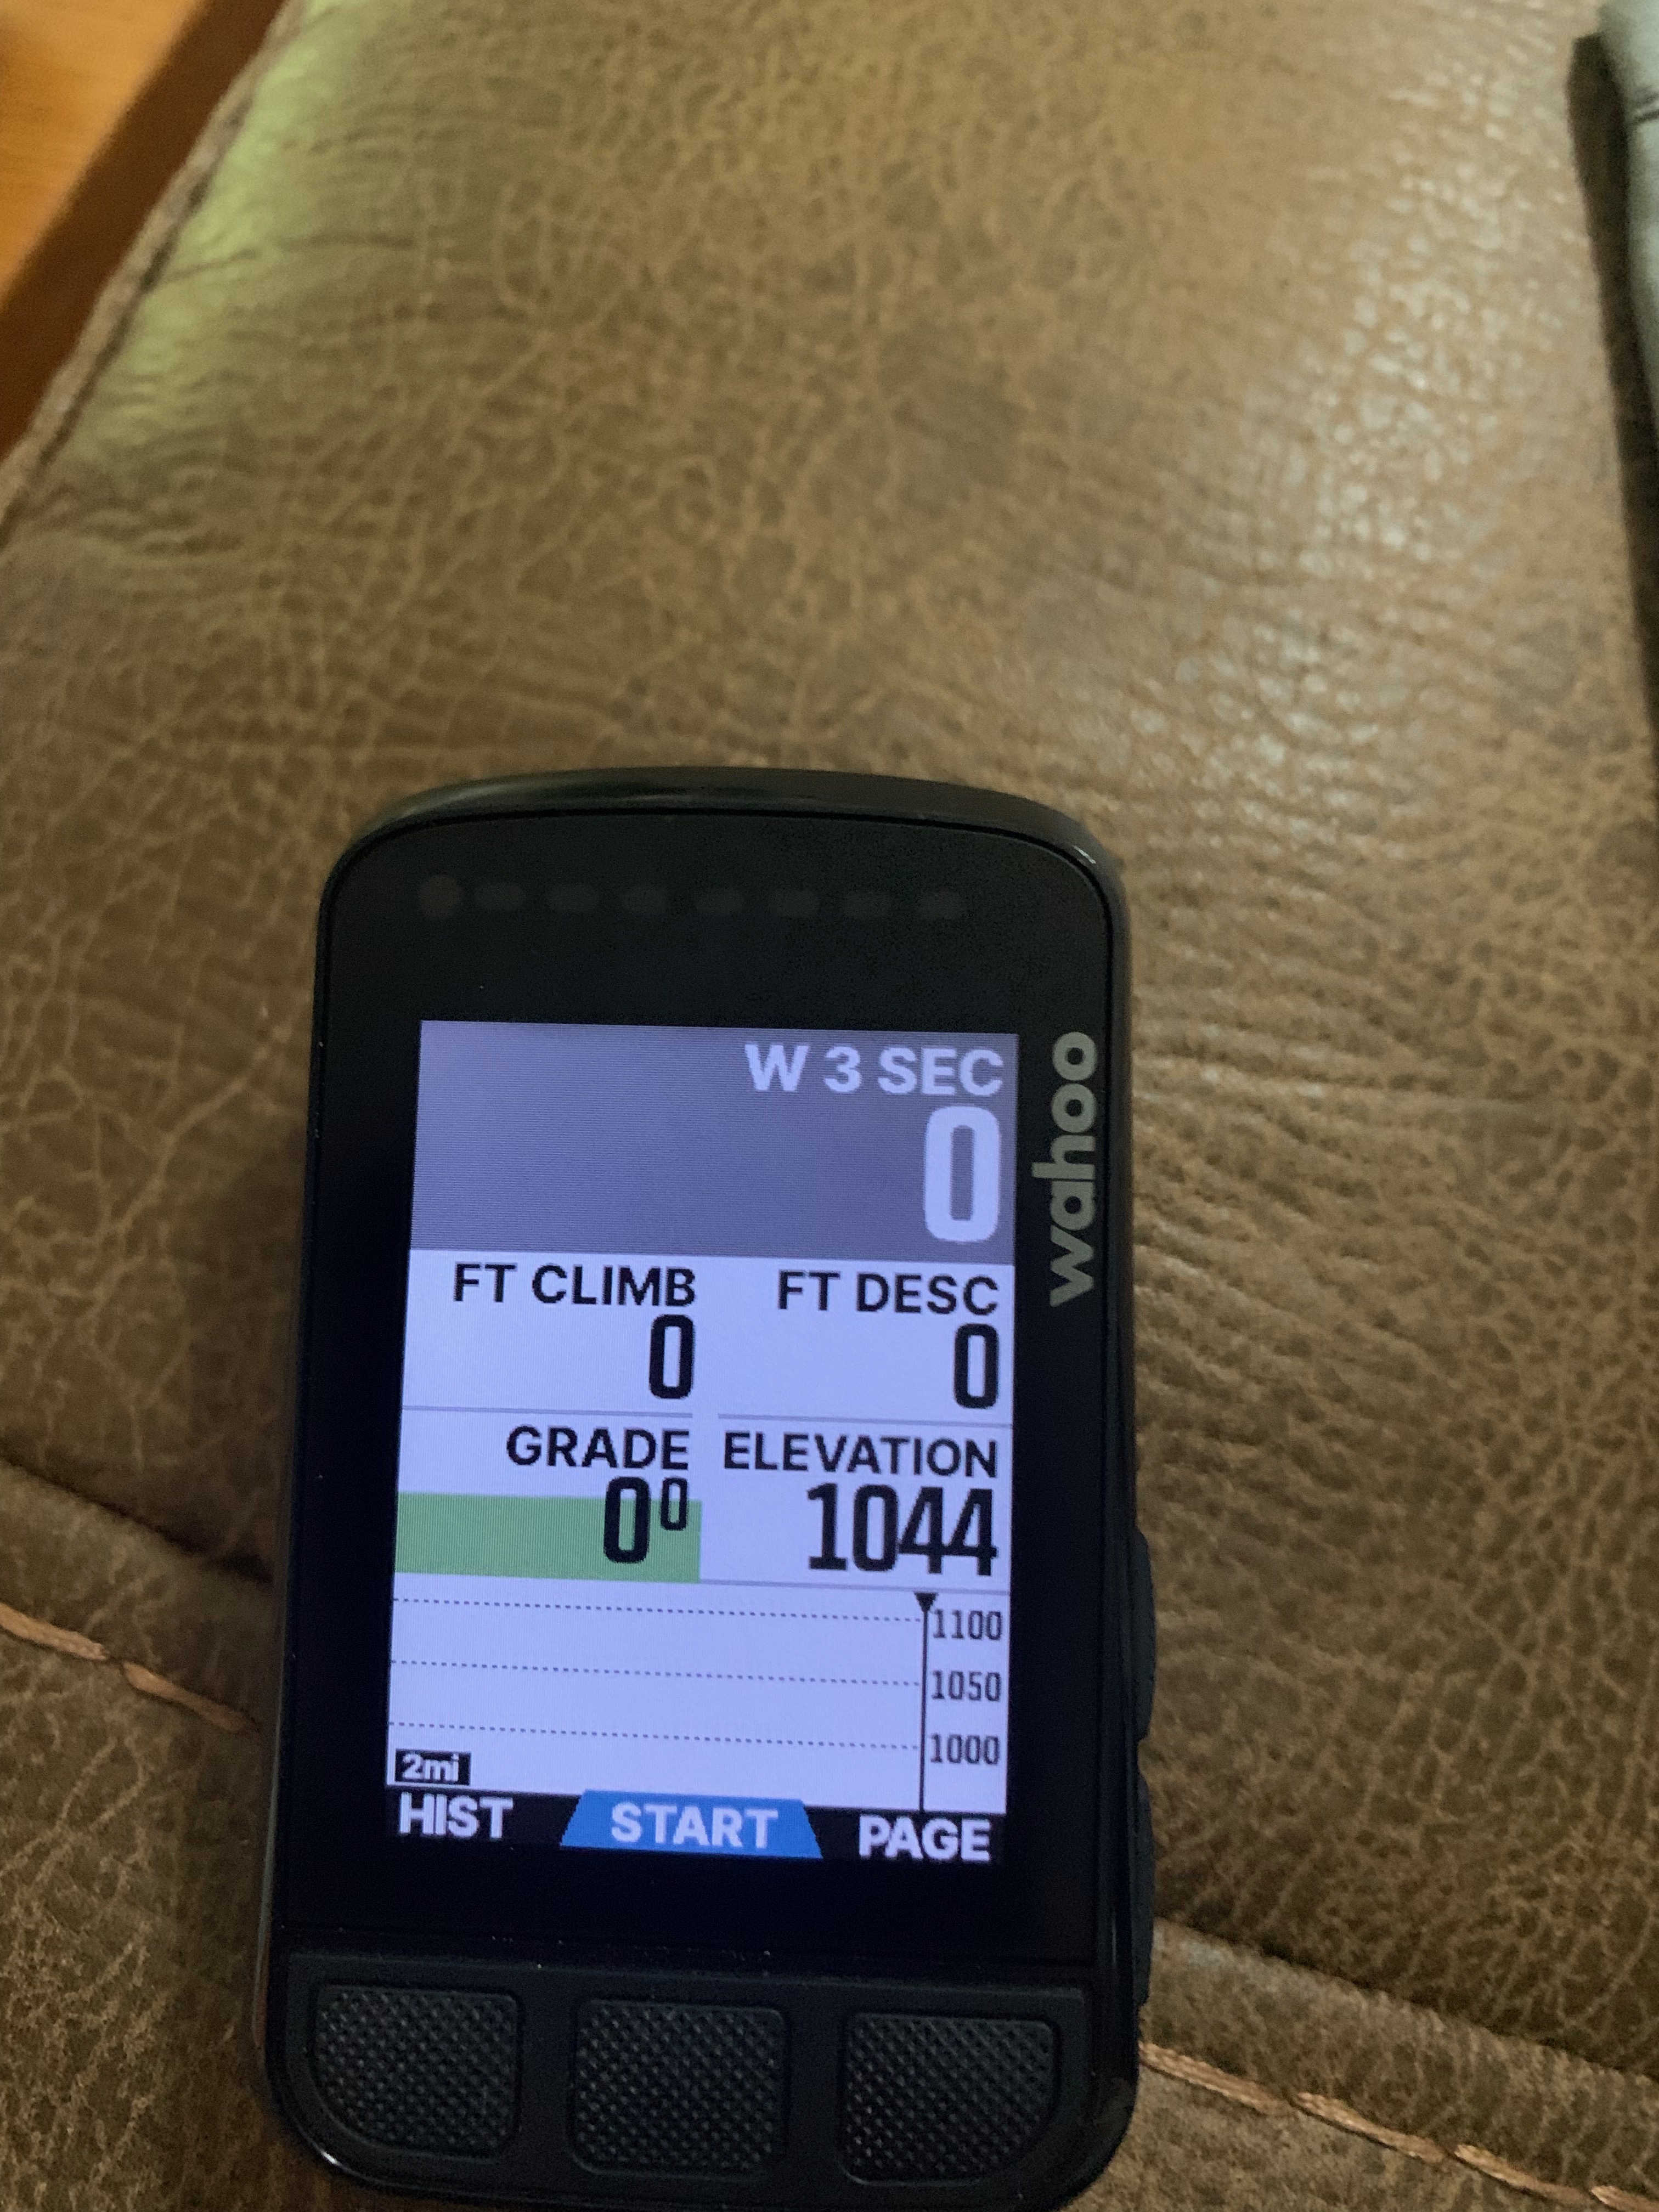 wahoo
W 3 SEC
0
FT CLIMB FT DESC
0 0
GRADE ELEVATION
0⁰ 1044
1100
1050
1000
2mi
HIST START PAGE